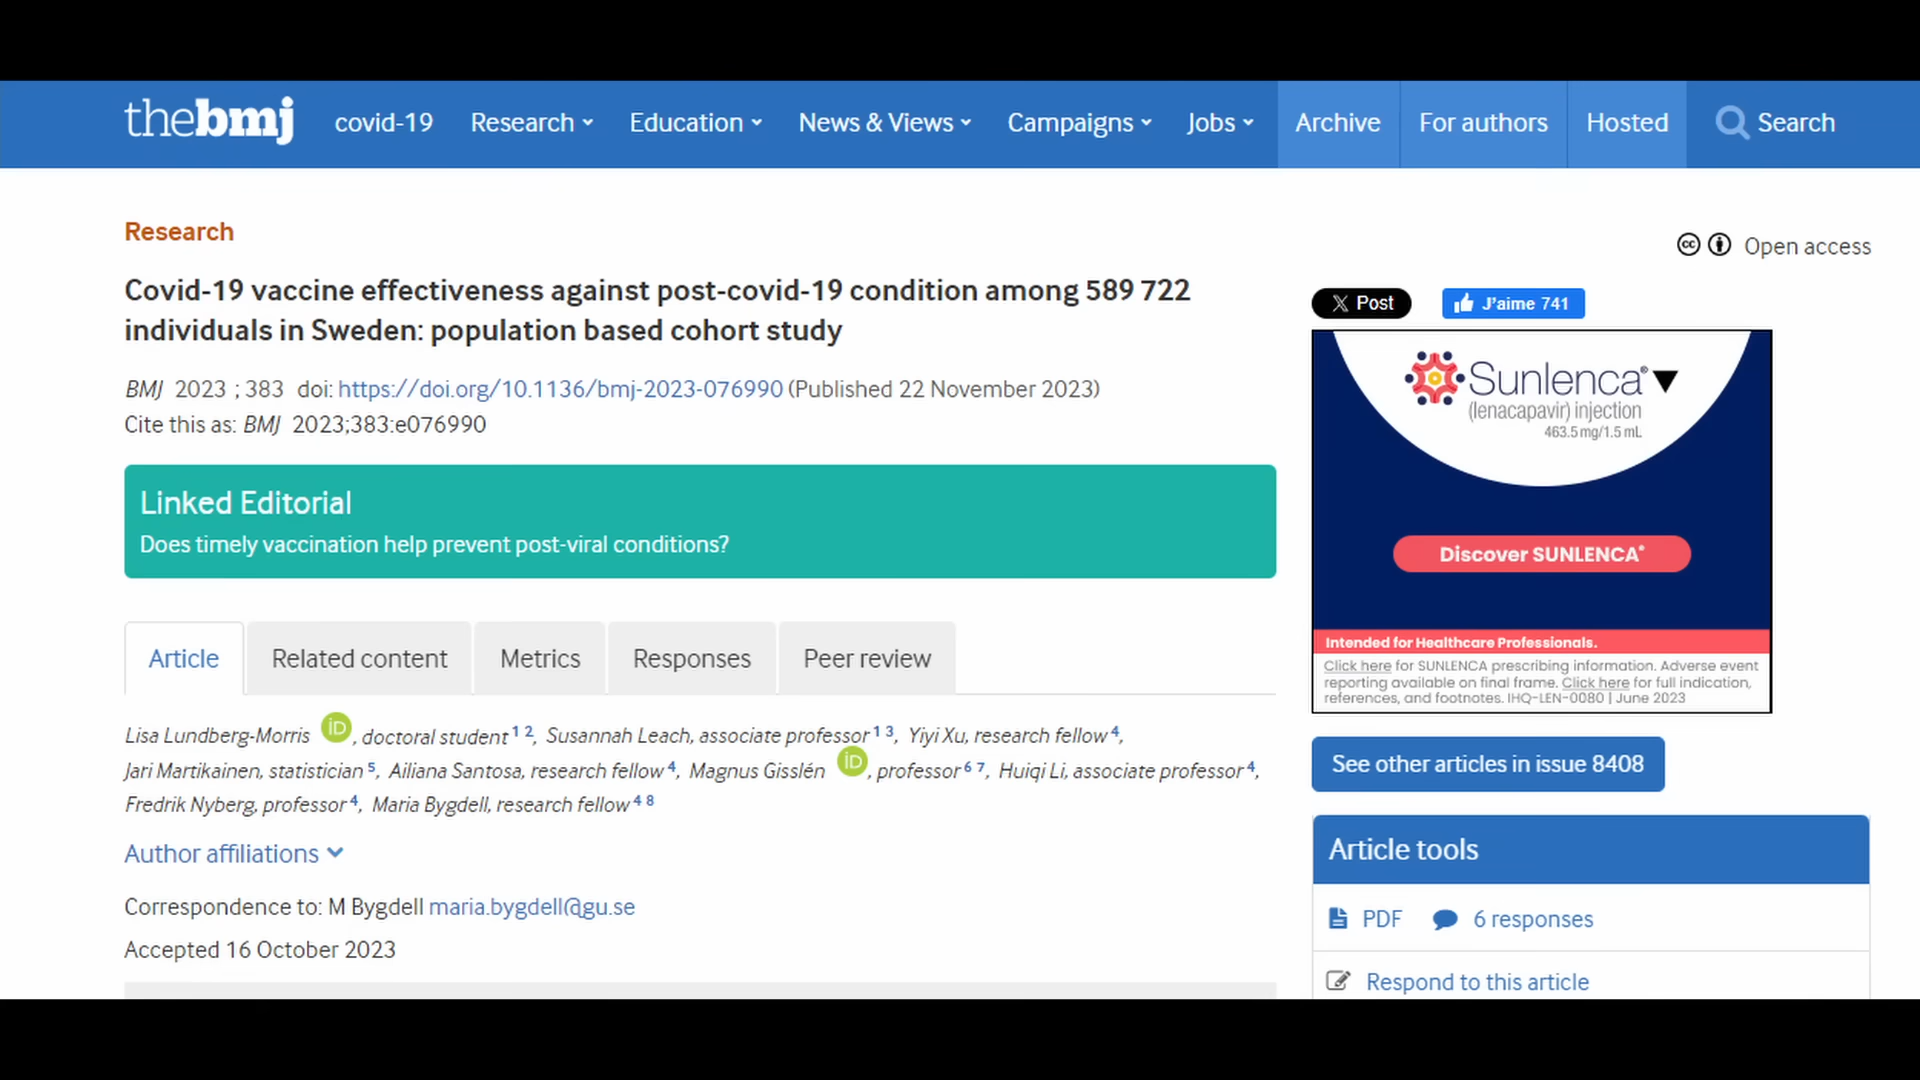 thebmj covid-19 Research Education News & Views Campaigns Jobs Archive For authors Hosted Search
Research
Open access
Covid-19 vaccine effectiveness against post-covid-19 condition among 589 722
individuals in Sweden: population based cohort study
BMJ 2023 ; 383 doi: https://doi.org/10.1136/bmj-2023-076990 (Published 22 November 2023)
Cite this as: BMJ 2023;383:e076990
Linked Editorial
Does timely vaccination help prevent post-viral conditions?
Article Related content Metrics Responses Peer review
Lisa Lundberg-Morris iD, doctoral student 1 2, Susannah Leach, associate professor 1 3, Yiyi Xu, research fellow 4,
Jari Martikainen, statistician 5, Ailiana Santosa, research fellow 4, Magnus Gisslén iD, professor 6 7, Huiqi Li, associate professor 4,
Fredrik Nyberg, professor 4, Maria Bygdell, research fellow 4 8
Author affiliations
Correspondence to: M Bygdell maria.bygdell@gu.se
Accepted 16 October 2023
X Post J'aime 741
Sunlenca®
(lenacapavir) injection
463.5 mg/1.5 mL
Discover SUNLENCA®
Intended for Healthcare Professionals.
Click here for SUNLENCA prescribing information. Adverse event
reporting available on final frame. Click here for full indication,
references, and footnotes. IHQ-LEN-0080 | June 2023
See other articles in issue 8408
Article tools
PDF 6 responses
Respond to this article